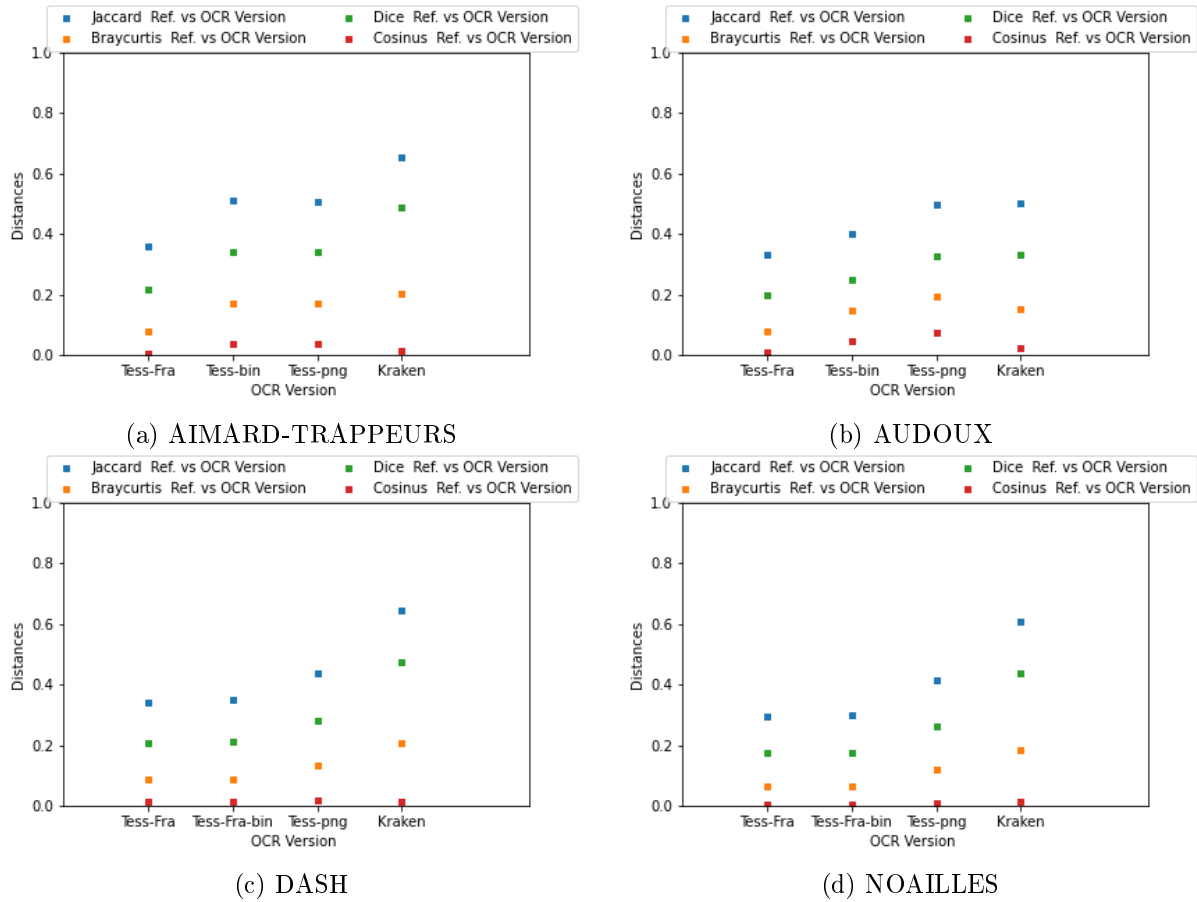 Jaccard Ref. vs OCR Version Dice Ref. vs OCR Version
Braycurtis Ref. vs OCR Version Cosinus Ref. vs OCR Version
1.0
0.8
0.6
0.4
0.2
0.0
Distances
Tess-Fra Tess-bin Tess-png Kraken
OCR Version
(a) AIMARD-TRAPPEURS
Jaccard Ref. vs OCR Version Dice Ref. vs OCR Version
Braycurtis Ref. vs OCR Version Cosinus Ref. vs OCR Version
1.0
0.8
0.6
0.4
0.2
0.0
Distances
Tess-Fra Tess-bin Tess-png Kraken
OCR Version
(b) AUDOUX
Jaccard Ref. vs OCR Version Dice Ref. vs OCR Version
Braycurtis Ref. vs OCR Version Cosinus Ref. vs OCR Version
1.0
0.8
0.6
0.4
0.2
0.0
Distances
Tess-Fra Tess-Fra-bin Tess-png Kraken
OCR Version
(c) DASH
Jaccard Ref. vs OCR Version Dice Ref. vs OCR Version
Braycurtis Ref. vs OCR Version Cosinus Ref. vs OCR Version
1.0
0.8
0.6
0.4
0.2
0.0
Distances
Tess-Fra Tess-Fra-bin Tess-png Kraken
OCR Version
(d) NOAILLES